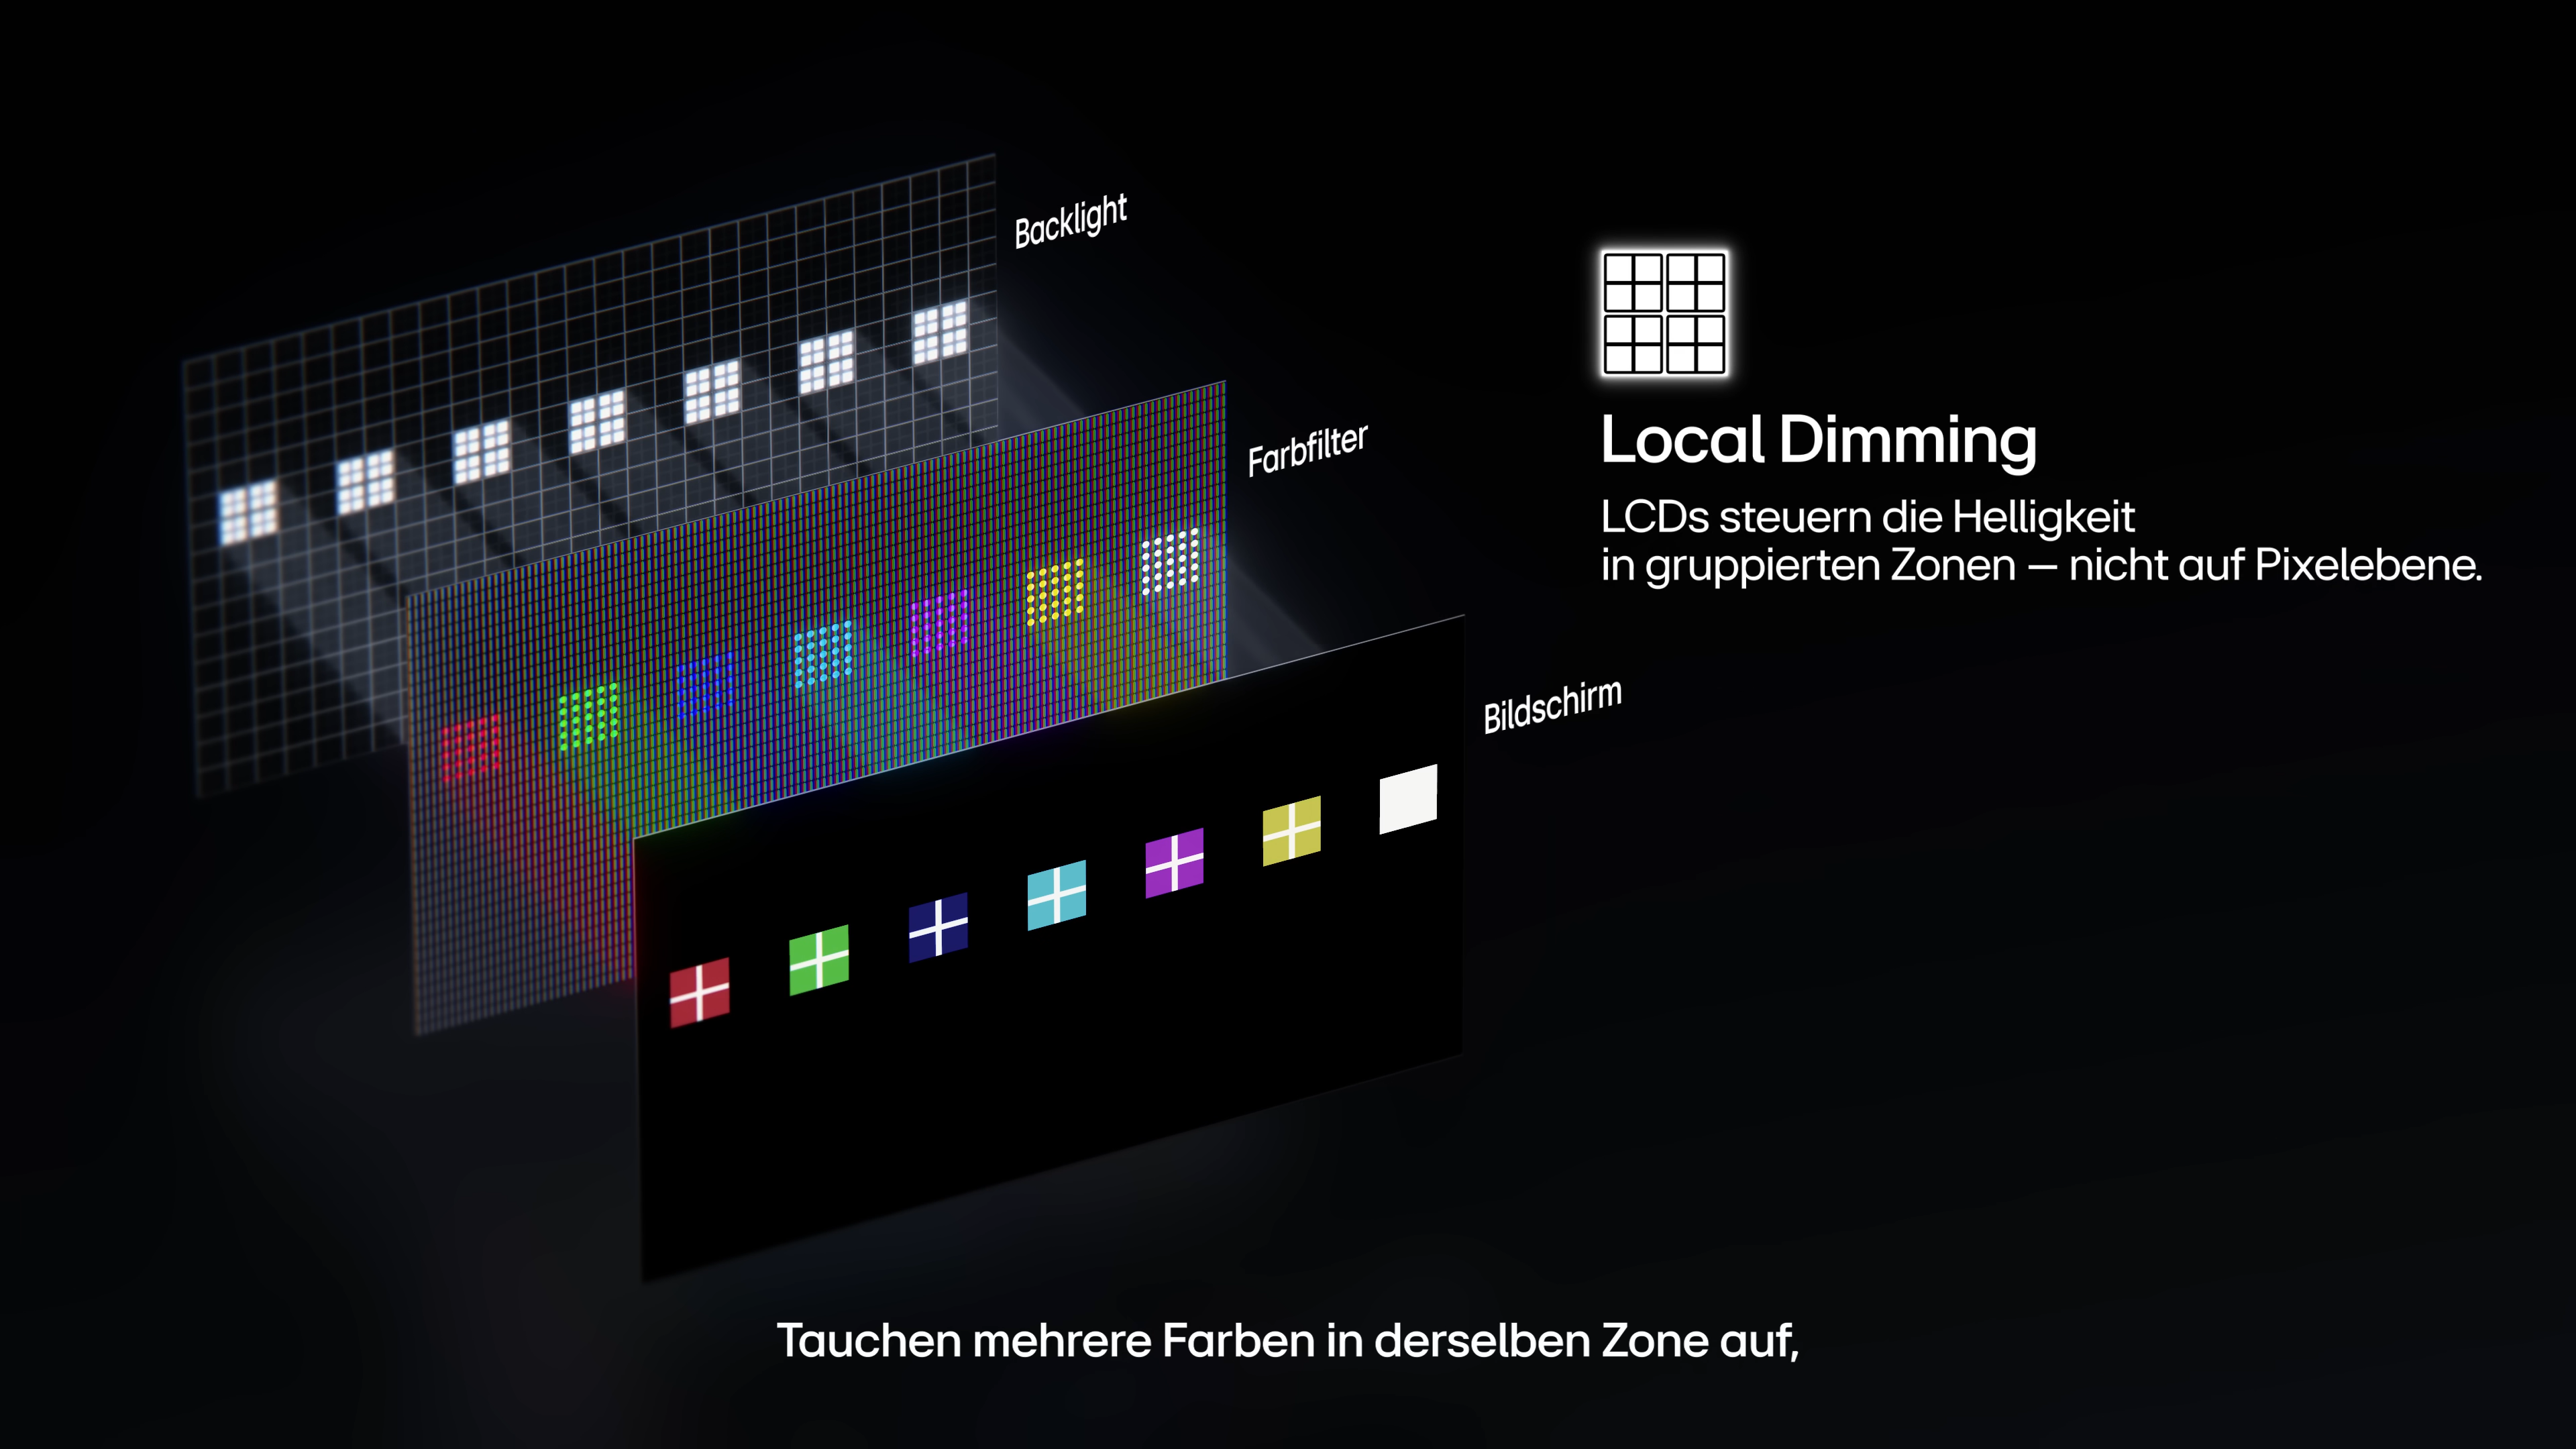 Backlight
Farbfilter
Bildschirm
Local Dimming
LCDs steuern die Helligkeit
in gruppierten Zonen – nicht auf Pixelebene.
Tauchen mehrere Farben in derselben Zone auf,